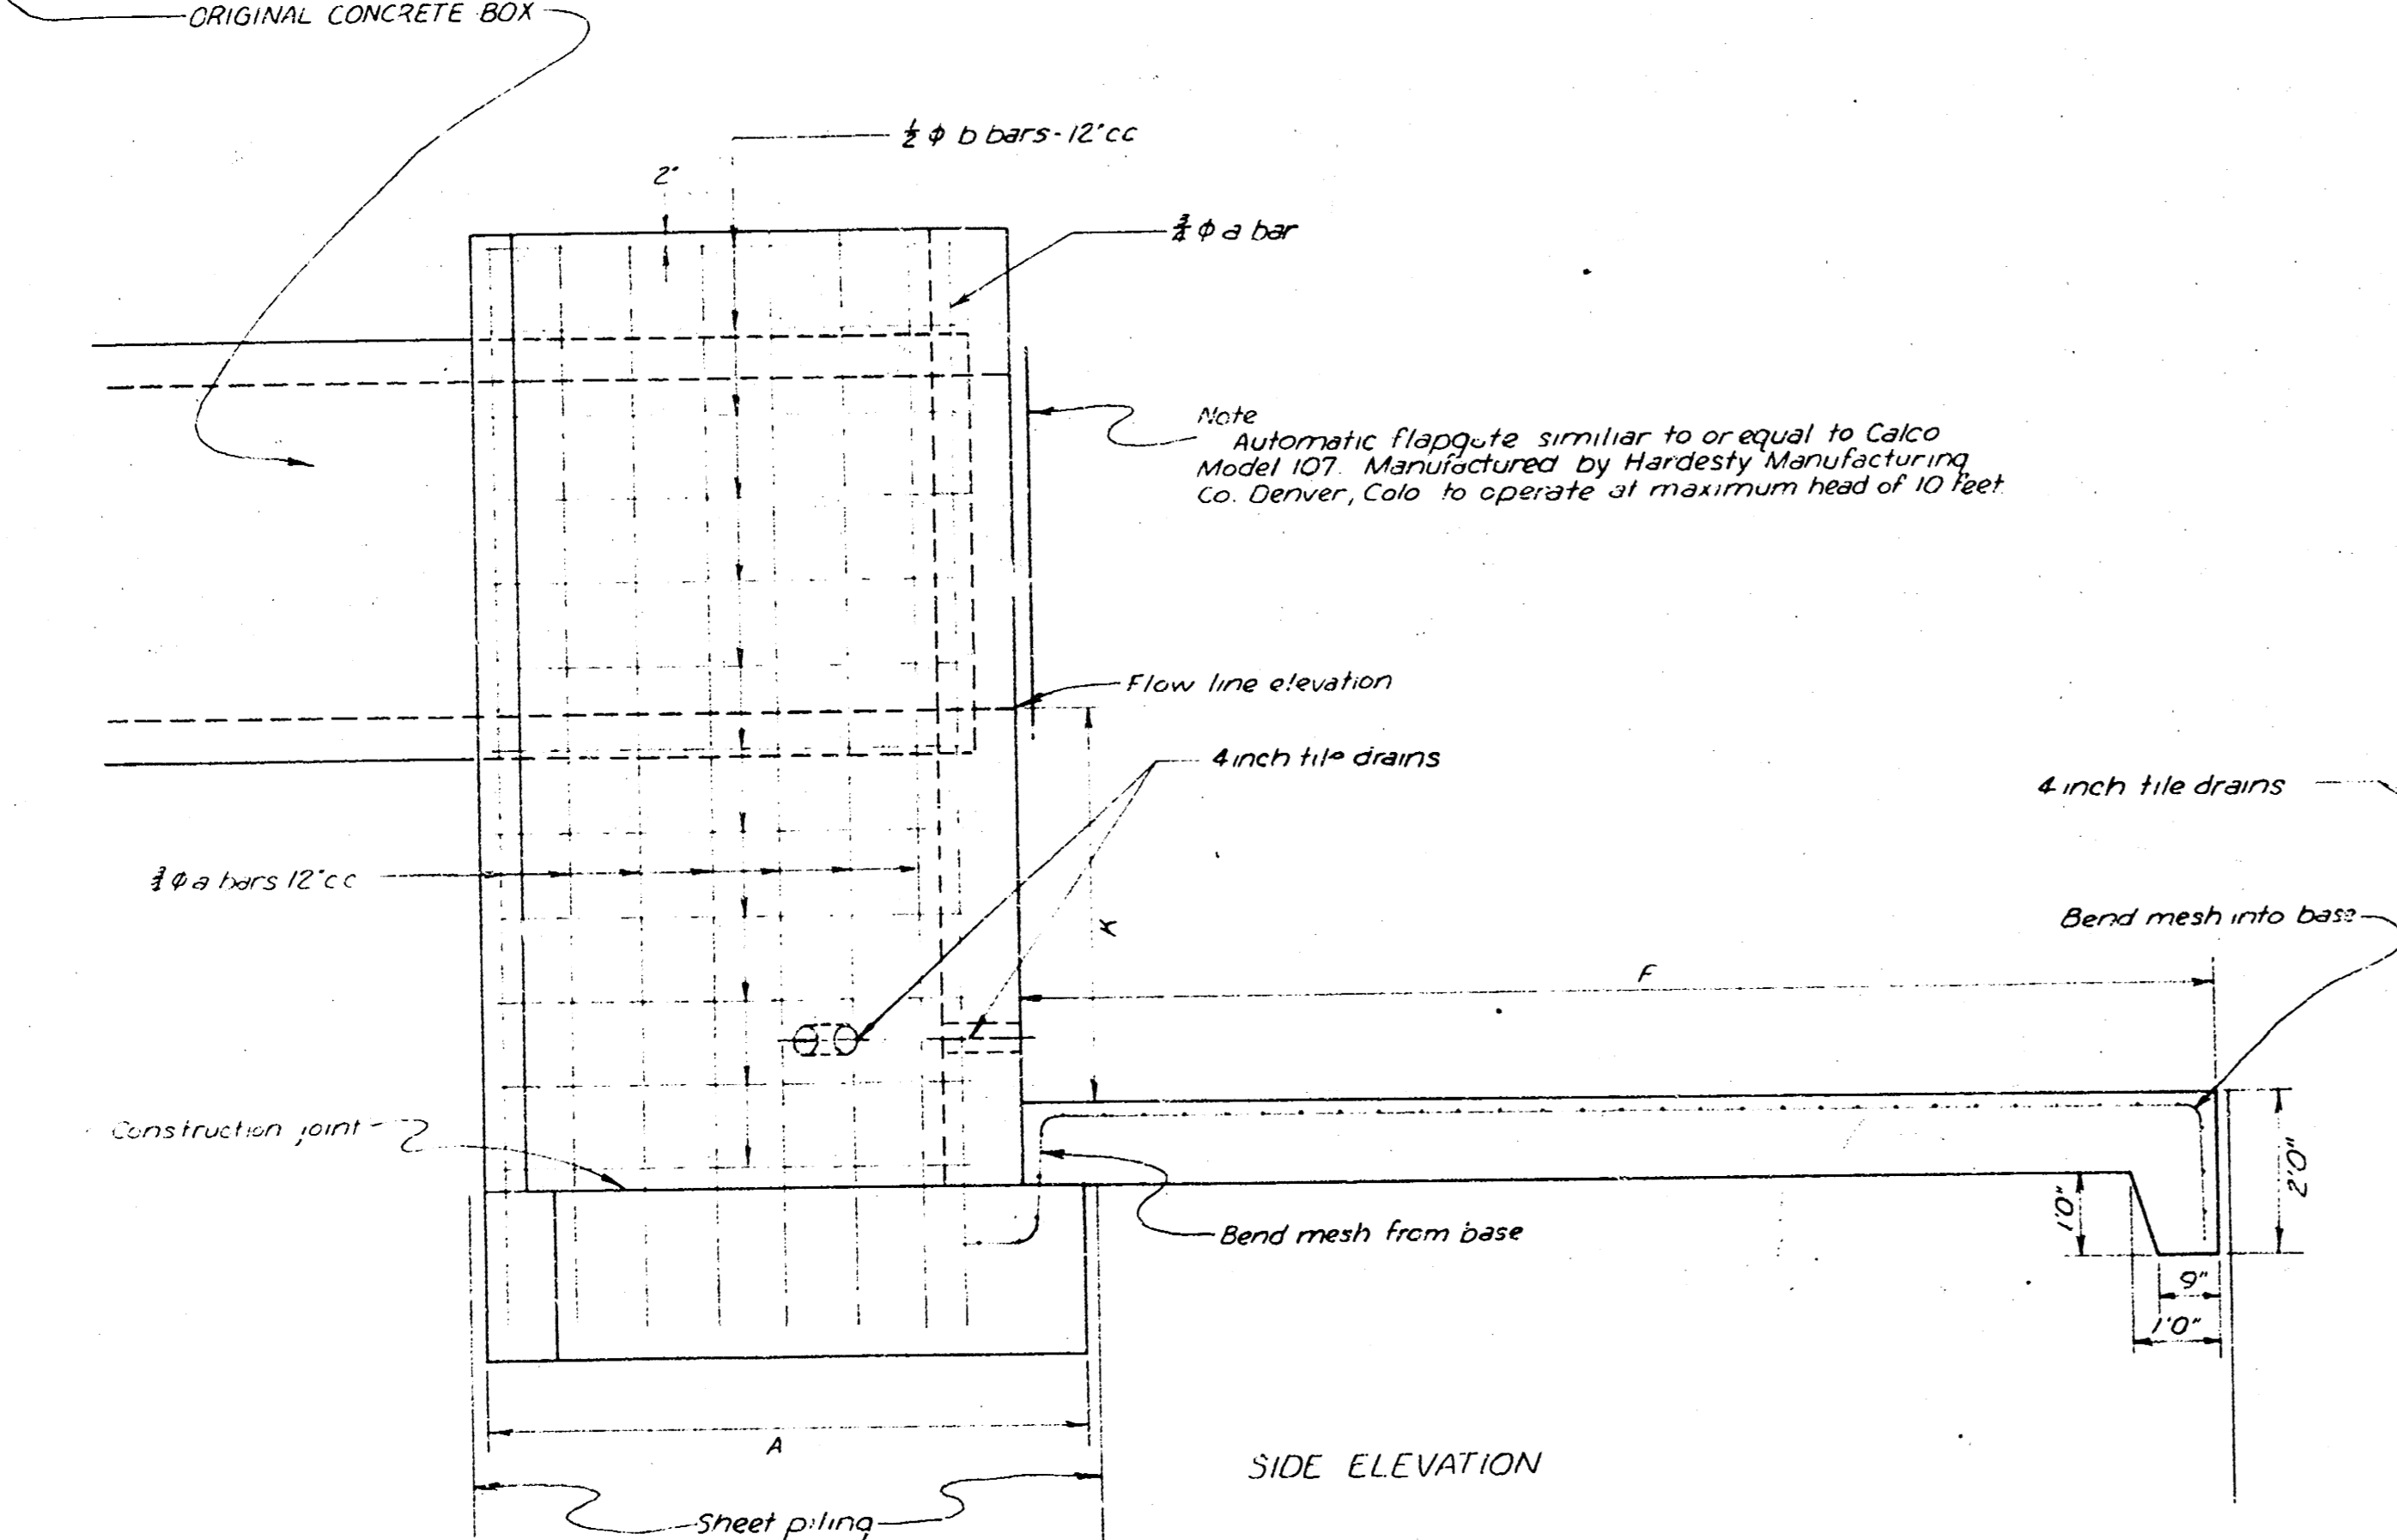 ORIGINAL CONCRETE BOX
½ φ b bars-12"cc
2"
¾ φ a bar
Note
Automatic flapgate similiar to or equal to Calco
Model 107. Manufactured by Hardesty Manufacturing
Co. Denver, Colo to operate at maximum head of 10 feet
Flow line elevation
4 inch tile drains
4 inch tile drains
¾ φ a bars 12"cc
K
Bend mesh into base
F
Construction joint
2'0"
1'0"
Bend mesh from base
9"
1'0"
A
SIDE ELEVATION
Sheet piling